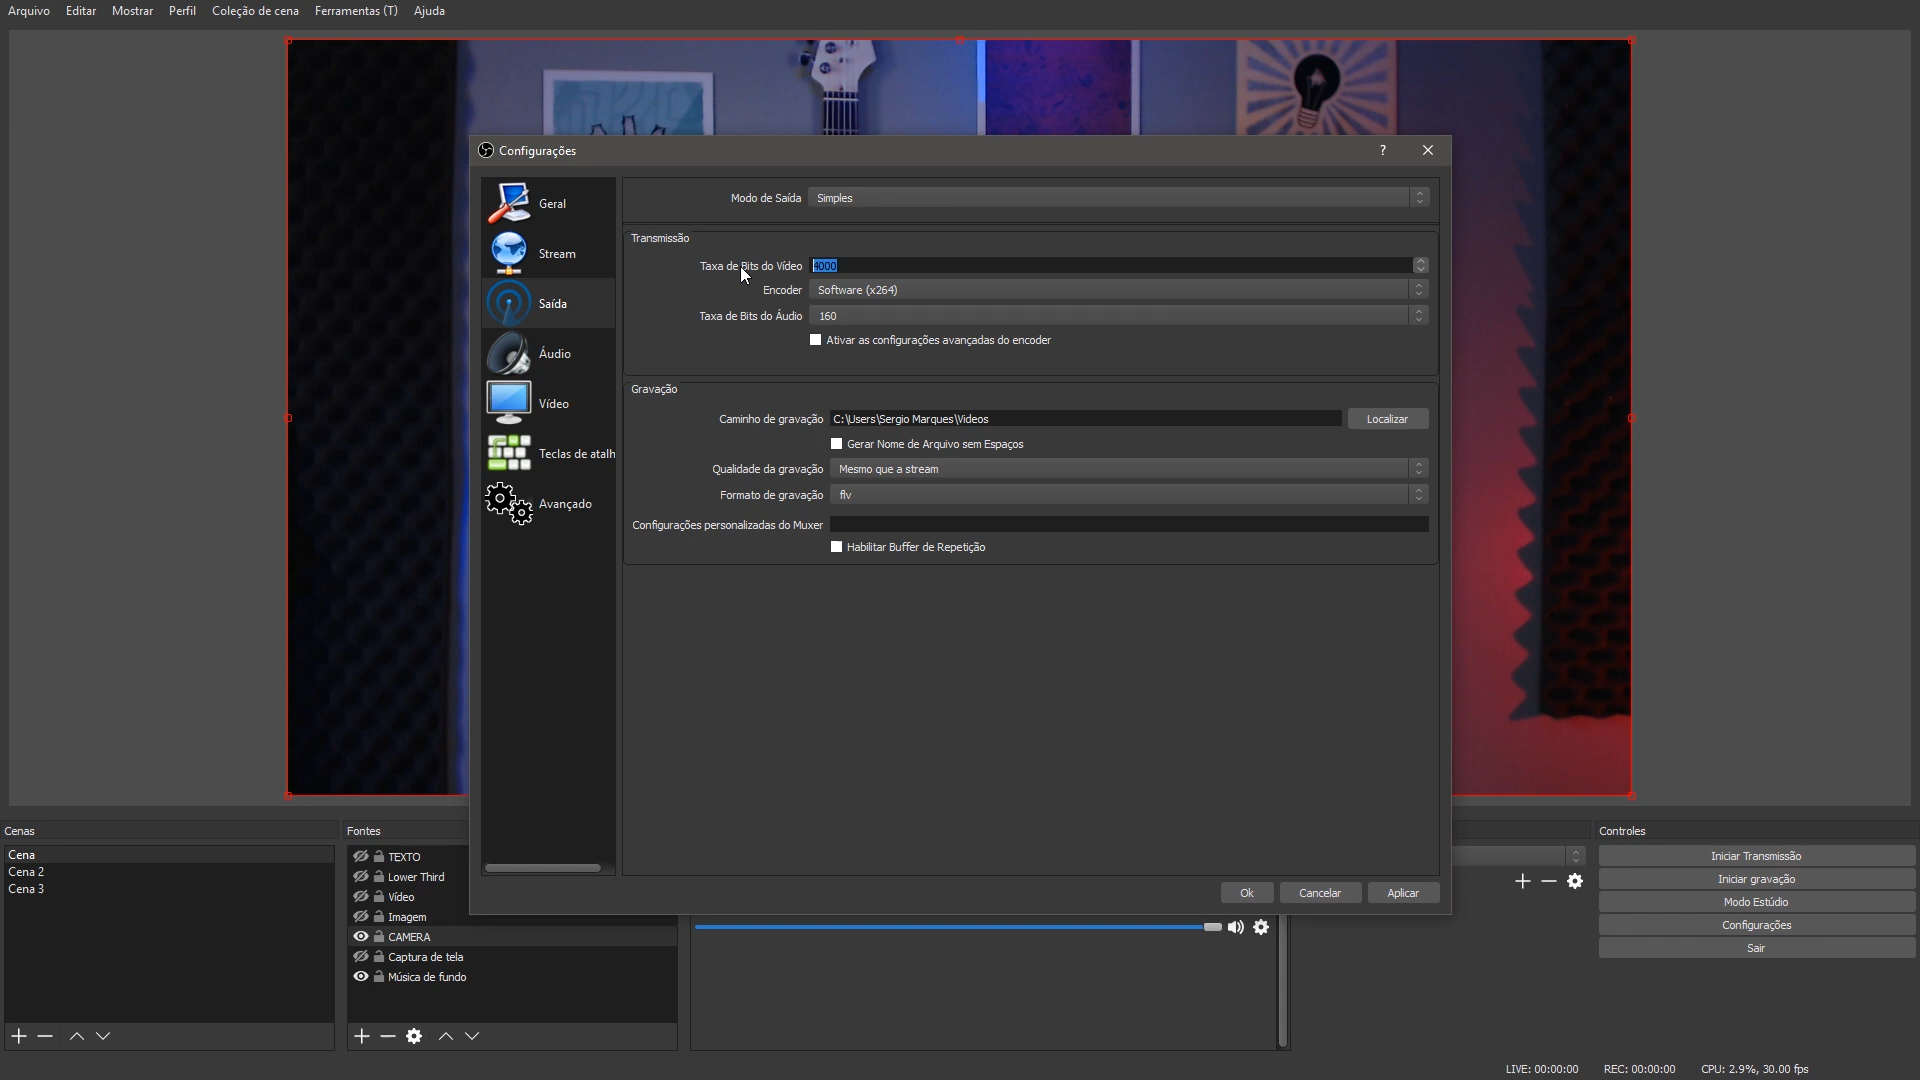 Arquivo Editar Mostrar Perfil Coleção de cena Ferramentas (T) Ajuda
Configurações
?
Geral
Stream
Saída
Áudio
Vídeo
Teclas de atalh
Avançado
Modo de Saída Simples
Transmissão
Taxa de Bits do Vídeo 4000
Encoder Software (x264)
Taxa de Bits do Áudio 160
Ativar as configurações avançadas do encoder
Gravação
Caminho de gravação C:\Users\Sergio Marques\Videos Localizar
Gerar Nome de Arquivo sem Espaços
Qualidade da gravação Mesmo que a stream
Formato de gravação flv
Configurações personalizadas do Muxer
Habilitar Buffer de Repetição
Ok Cancelar Aplicar
Cenas
Cena
Cena 2
Cena 3
Fontes
TEXTO
Lower Third
Vídeo
Imagem
CAMERA
Captura de tela
Música de fundo
Controles
Iniciar Transmissão
Iniciar gravação
Modo Estúdio
Configurações
Sair
LIVE: 00:00:00 REC: 00:00:00 CPU: 2.9%, 30.00 fps